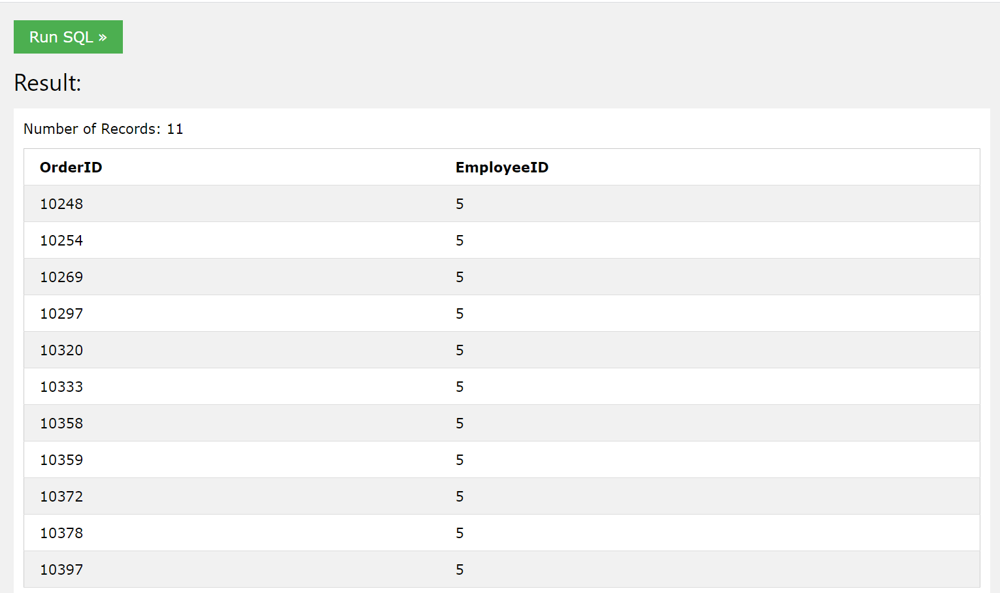 Run SQL »
Result:
Number of Records: 11
OrderID EmployeeID
10248 5
10254 5
10269 5
10297 5
10320 5
10333 5
10358 5
10359 5
10372 5
10378 5
10397 5